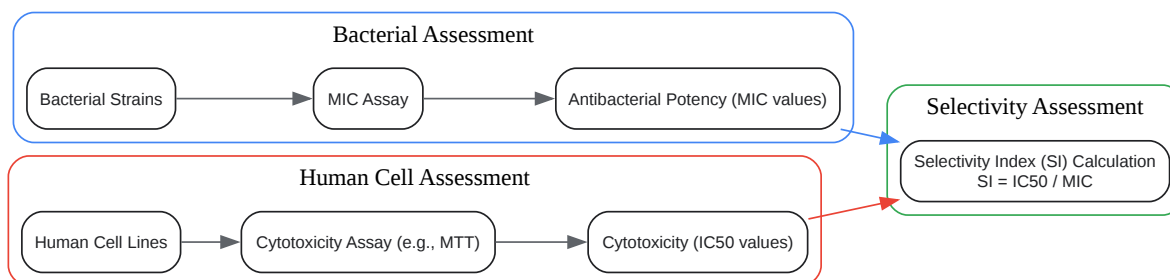 Bacterial Assessment
Bacterial Strains
MIC Assay
Antibacterial Potency (MIC values)
Human Cell Assessment
Human Cell Lines
Cytotoxicity Assay (e.g., MTT)
Cytotoxicity (IC50 values)
Selectivity Assessment
Selectivity Index (SI) Calculation
SI = IC50 / MIC